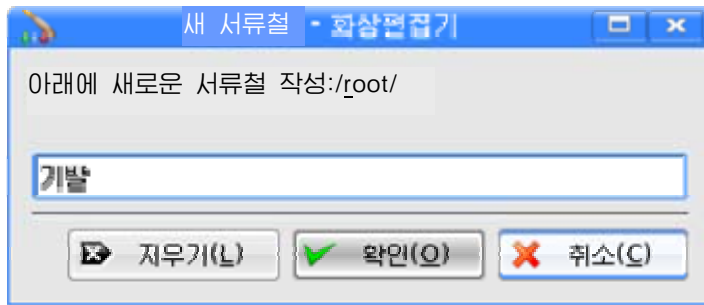 새 서류철 - 화상편집기
아래에 새로운 서류철 작성:/root/
기발
지우기(L)
확인(O)
취소(C)